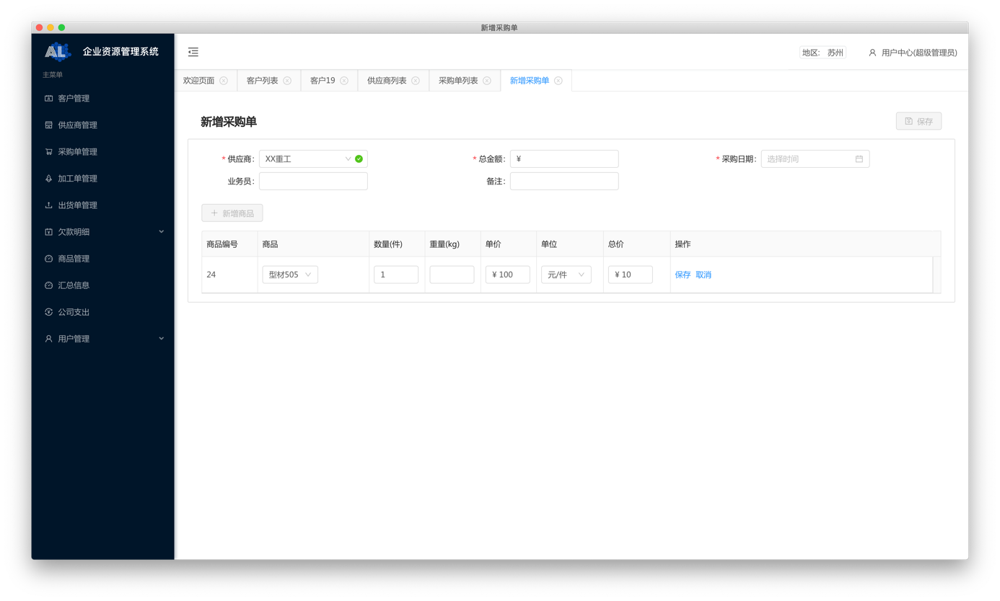 新增采购单
AL 企业资源管理系统
地区: 苏州 用户中心(超级管理员)
主菜单
客户管理
供应商管理
采购单管理
加工单管理
出货单管理
欠款明细
商品管理
汇总信息
公司支出
用户管理
欢迎页面 客户列表 客户19 供应商列表 采购单列表 新增采购单
新增采购单 保存
* 供应商: XX重工 * 总金额: ¥ * 采购日期: 选择时间
业务员: 备注:
+ 新增商品
商品编号 商品 数量(件) 重量(kg) 单价 单位 总价 操作
24 型材505 1 ¥ 100 元/件 ¥ 10 保存 取消